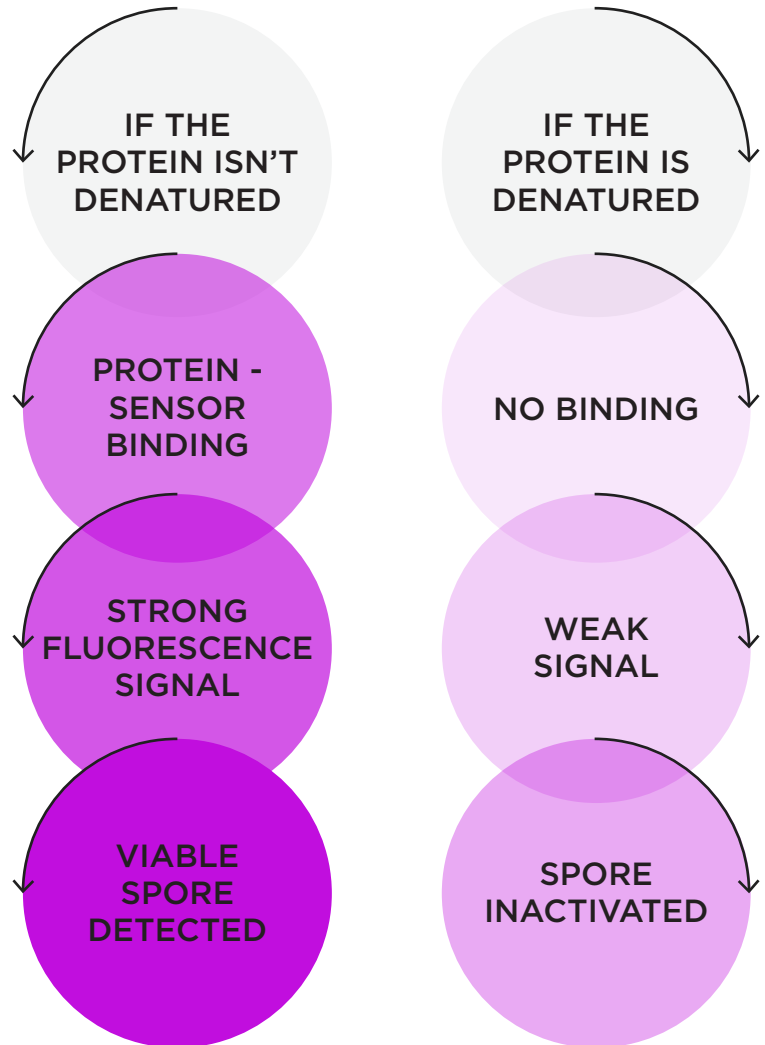 IF THE
PROTEIN ISN'T
DENATURED
PROTEIN -
SENSOR
BINDING
STRONG
FLUORESCENCE
SIGNAL
VIABLE
SPORE
DETECTED
IF THE
PROTEIN IS
DENATURED
NO BINDING
WEAK
SIGNAL
SPORE
INACTIVATED